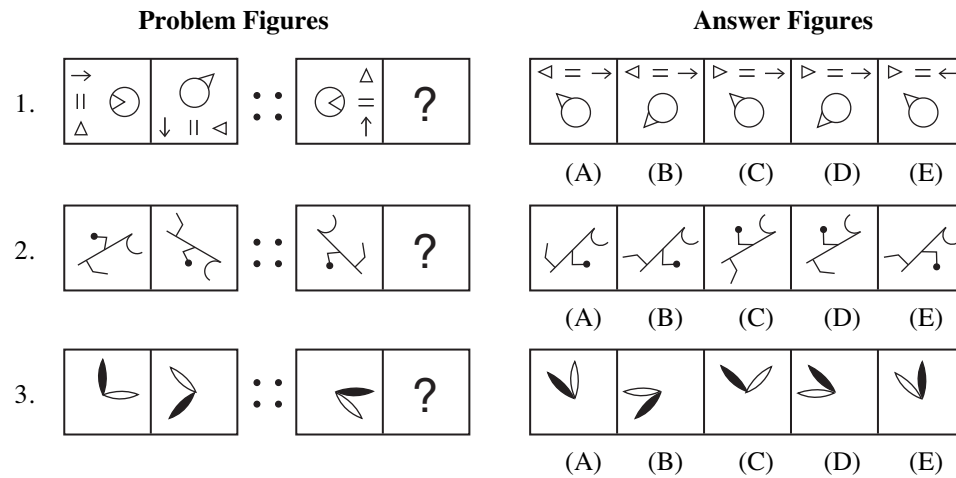 Problem Figures Answer Figures
1. ?
(A) (B) (C) (D) (E)
2. ?
(A) (B) (C) (D) (E)
3. ?
(A) (B) (C) (D) (E)